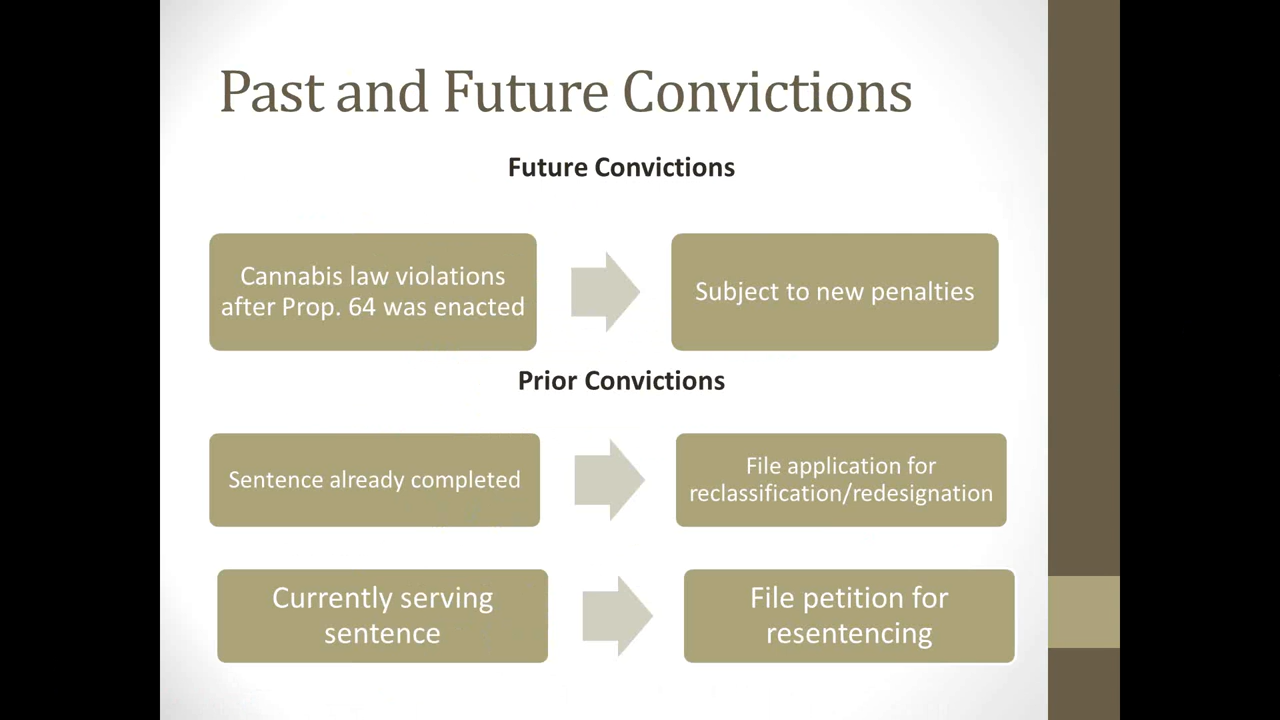 Past and Future Convictions
Future Convictions
Cannabis law violations
after Prop. 64 was enacted
Subject to new penalties
Prior Convictions
Sentence already completed
File application for
reclassification/redesignation
Currently serving
sentence
File petition for
resentencing